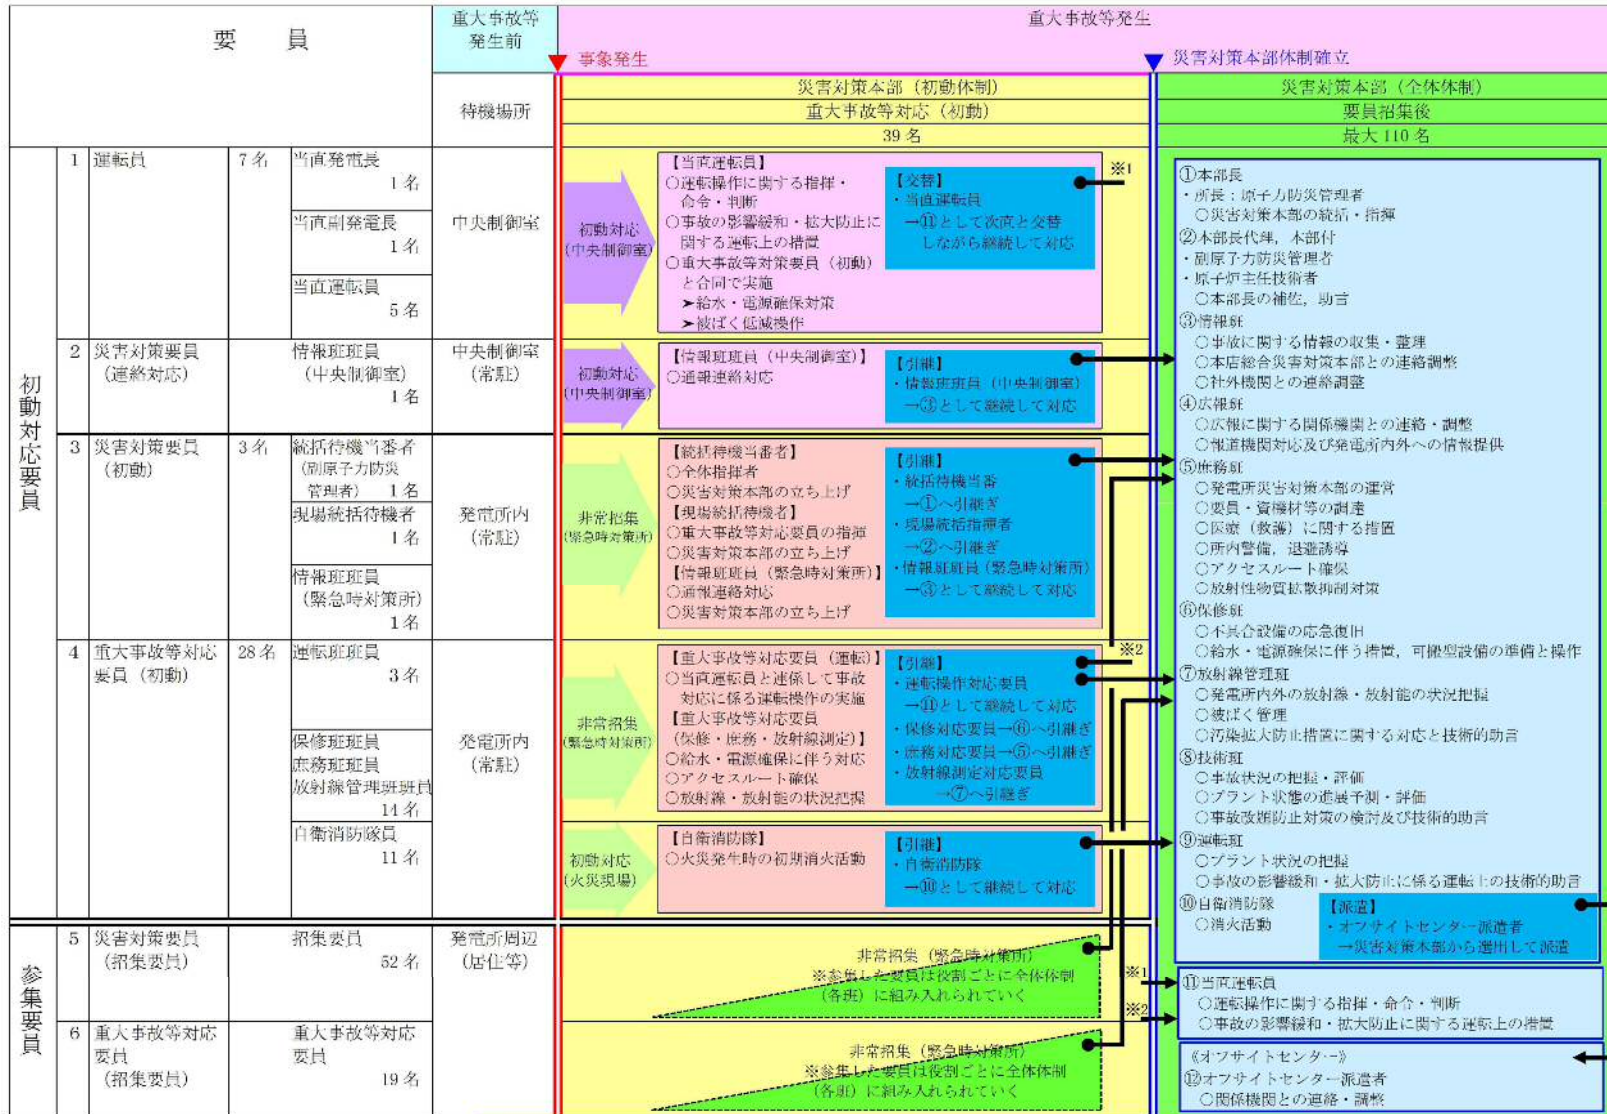 要　員
重大事故等
発生前
重大事故等発生
事象発生
災害対策本部体制確立
待機場所
災害対策本部（初動体制）
重大事故等対応（初動）
39 名
災害対策本部（全体体制）
要員招集後
最大 110 名
初動対応要員
1 運転員 7 名
当直発電長
1 名
当直副発電長
1 名
当直運転員
5 名
中央制御室
初動対応
(中央制御室)
【当直運転員】
○運転操作に関する指揮・
命令・判断
○事故の影響緩和・拡大防止に
関する運転上の措置
○重大事故等対策要員（初動）
と合同で実施
➤給水・電源確保対策
➤被ばく低減操作
【交替】
・当直運転員
→⑪として次直と交替
しながら継続して対応
※1
2 災害対策要員
（連絡対応）
情報班班員
（中央制御室）
1 名
中央制御室
（常駐）
初動対応
(中央制御室)
【情報班班員（中央制御室）】
○通報連絡対応
【引継】
・情報班班員（中央制御室）
→③として継続して対応
3 災害対策要員
（初動）
3 名
統括待機当番者
（副原子力防災
管理者） 1 名
現場統括待機者
1 名
情報班班員
（緊急時対策所）
1 名
発電所内
（常駐）
非常招集
(緊急時対策所)
【統括待機当番者】
○全体指揮者
○災害対策本部の立ち上げ
【現場統括待機者】
○重大事故等対応要員の指揮
○災害対策本部の立ち上げ
【情報班班員（緊急時対策所）】
○通報連絡対応
○災害対策本部の立ち上げ
【引継】
・統括待機当番
→①へ引継ぎ
・現場統括指揮者
→②へ引継ぎ
・情報班班員（緊急時対策所）
→③として継続して対応
4 重大事故等対応
要員（初動）
28 名
運転班班員
3 名
保修班班員
庶務班班員
放射線管理班班員
14 名
自衛消防隊員
11 名
発電所内
（常駐）
非常招集
(緊急時対策所)
【重大事故等対応要員（運転）】
○当直運転員と連係して事故
対応に係る運転操作の実施
【重大事故等対応要員
（保修・庶務・放射線測定）】
○給水・電源確保に伴う対応
○アクセスルート確保
○放射線・放射能の状況把握
【引継】
・運転操作対応要員
→⑪として継続して対応
・保修対応要員→⑥へ引継ぎ
・庶務対応要員→⑤へ引継ぎ
・放射線測定対応要員
→⑦へ引継ぎ
※2
初動対応
(火災現場)
【自衛消防隊】
○火災発生時の初期消火活動
【引継】
・自衛消防隊
→⑩として継続して対応
参集要員
5 災害対策要員
（招集要員）
招集要員
52 名
発電所周辺
（居住等）
非常招集（緊急時対策所）
※参集した要員は役割ごとに全体体制
（各班）に組み入れられていく
6 重大事故等対応
要員
（招集要員）
重大事故等対応
要員
19 名
非常招集（緊急時対策所）
※参集した要員は役割ごとに全体体制
（各班）に組み入れられていく
①本部長
・所長：原子力防災管理者
○災害対策本部の統括・指揮
②本部長代理，本部付
・副原子力防災管理者
・原子炉主任技術者
○本部長の補佐，助言
③情報班
○事故に関する情報の収集・整理
○本店総合災害対策本部との連絡調整
○社外機関との連絡調整
④広報班
○広報に関する関係機関との連絡・調整
○報道機関対応及び発電所内外への情報提供
⑤庶務班
○発電所災害対策本部の運営
○要員・資機材等の調達
○医療（救護）に関する措置
○所内警備，退避誘導
○アクセスルート確保
○放射性物質拡散抑制対策
⑥保修班
○不具合設備の応急復旧
○給水・電源確保に伴う措置，可搬型設備の準備と操作
⑦放射線管理班
○発電所内外の放射線・放射能の状況把握
○被ばく管理
○汚染拡大防止措置に関する対応と技術的助言
⑧技術班
○事故状況の把握・評価
○プラント状態の進展予測・評価
○事故拡大防止対策の検討及び技術的助言
⑨運転班
○プラント状況の把握
○事故の影響緩和・拡大防止に係る運転上の技術的助言
⑩自衛消防隊
○消火活動
【派遣】
・オフサイトセンター派遣者
→災害対策本部から選出して派遣
※1
※2
⑪当直運転員
○運転操作に関する指揮・命令・判断
○事故の影響緩和・拡大防止に関する運転上の措置
《オフサイトセンター》
⑫オフサイトセンター派遣者
○関係機関との連絡・調整